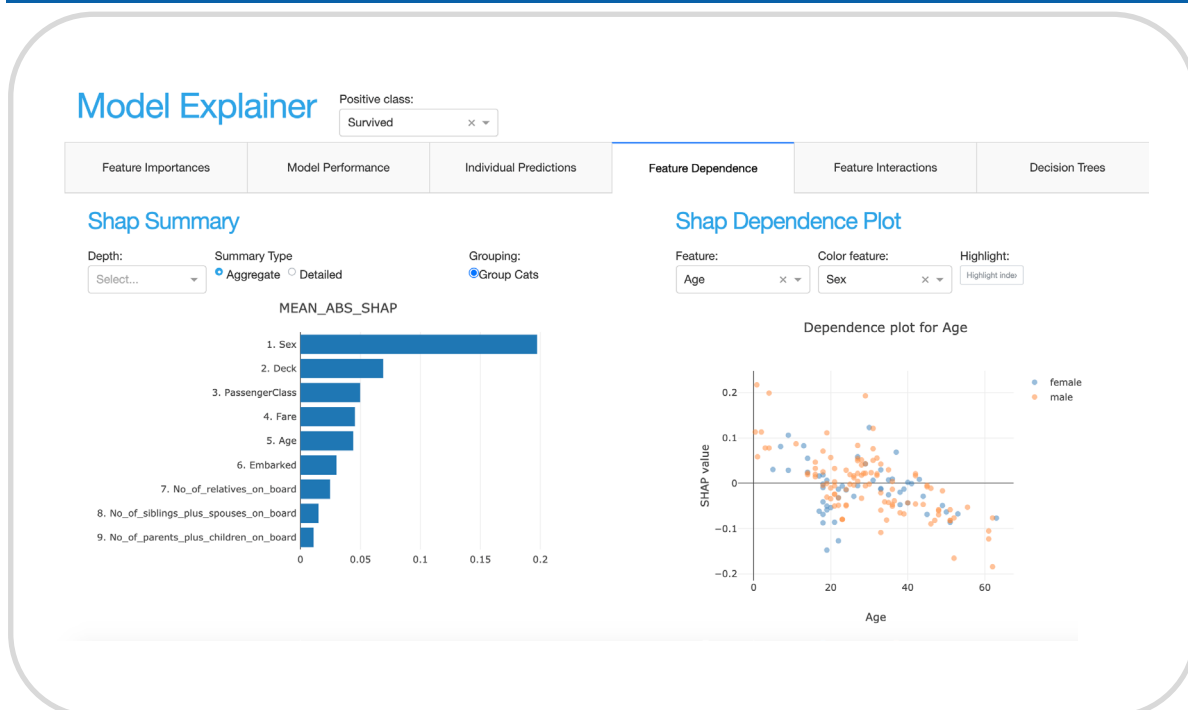 Model Explainer
Positive class:
Survived
Feature Importances
Model Performance
Individual Predictions
Feature Dependence
Feature Interactions
Decision Trees
Shap Summary
Depth:
Select...
Summary Type
Aggregate
Detailed
Grouping:
Group Cats
MEAN_ABS_SHAP
1. Sex
2. Deck
3. PassengerClass
4. Fare
5. Age
6. Embarked
7. No_of_relatives_on_board
8. No_of_siblings_plus_spouses_on_board
9. No_of_parents_plus_children_on_board
0 0.05 0.1 0.15 0.2
Shap Dependence Plot
Feature:
Age
Color feature:
Sex
Highlight:
Highlight index
Dependence plot for Age
female
male
SHAP value
0.2
0.1
0
−0.1
−0.2
0 20 40 60
Age